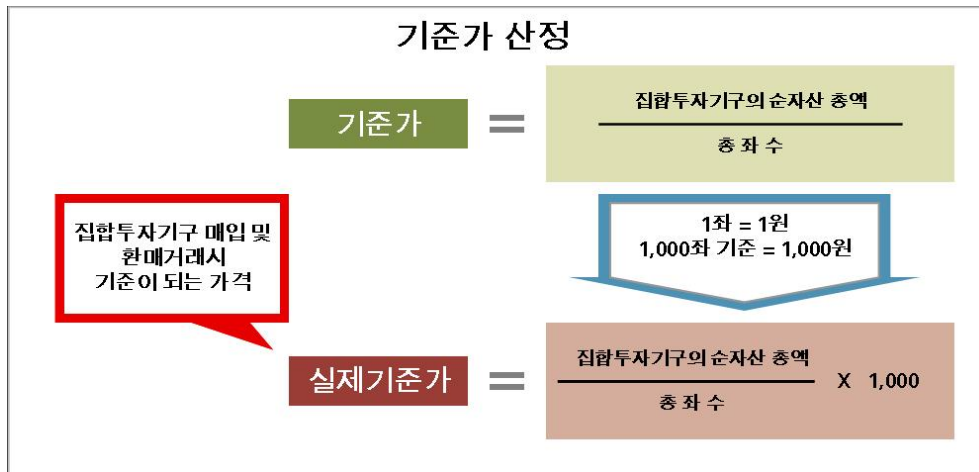 기준가 산정
기준가
=
집합투자기구의 순자산 총액
총 좌 수
집합투자기구 매입 및
환매거래시
기준이 되는 가격
1좌 = 1원
1,000좌 기준 = 1,000원
실제기준가
=
집합투자기구의 순자산 총액
총 좌 수
X 1,000